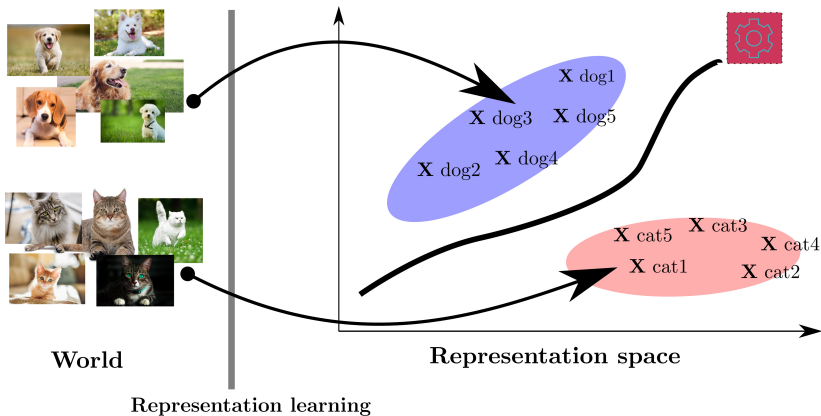 X dog1
X dog3
X dog5
X dog4
X dog2
X cat3
X cat5
X cat4
X cat1
X cat2
World
Representation space
Representation learning